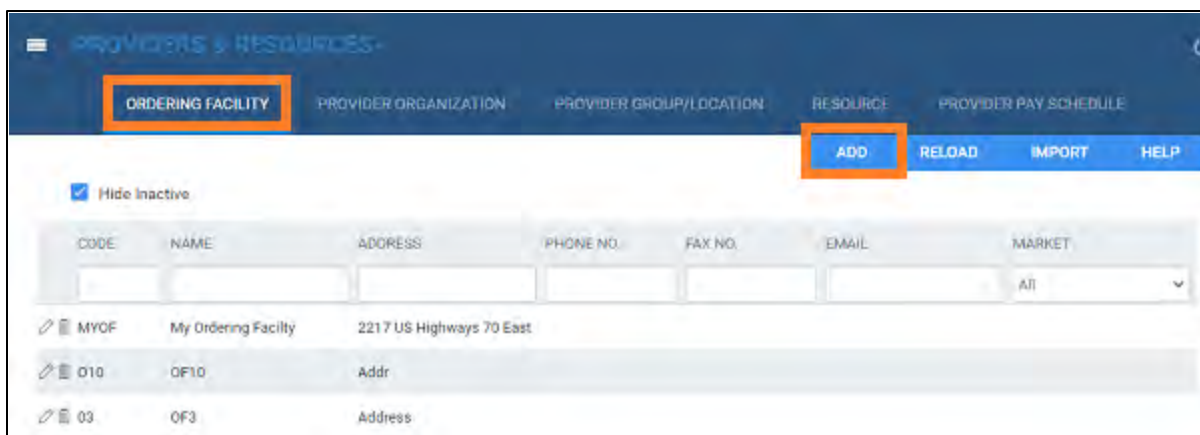 PROVIDERS & RESOURCES
ORDERING FACILITY PROVIDER ORGANIZATION PROVIDER GROUP/LOCATION RESOURCE PROVIDER PAY SCHEDULE
ADD RELOAD IMPORT HELP
Hide Inactive
CODE NAME ADDRESS PHONE NO. FAX NO. EMAIL MARKET
All
MYOF My Ordering Facilty 2217 US Highways 70 East
O10 OF10 Addr
03 OF3 Address